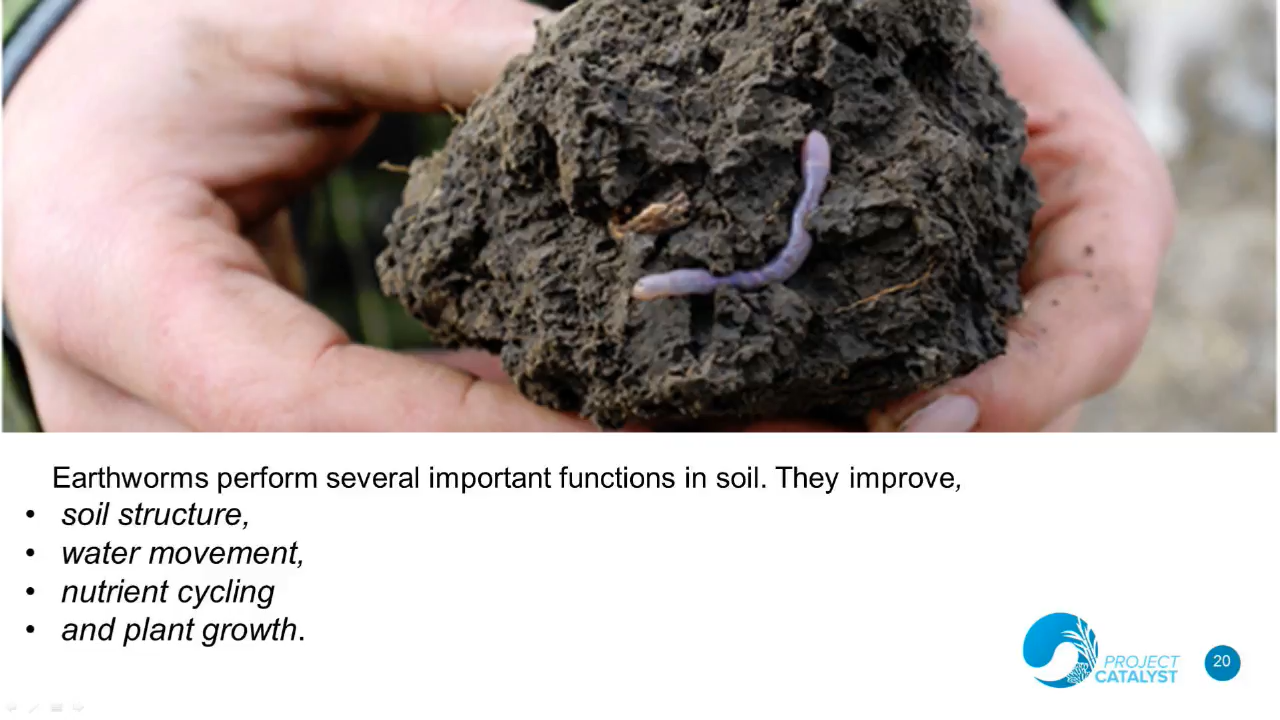 Earthworms perform several important functions in soil. They improve,
• soil structure,
• water movement,
• nutrient cycling
• and plant growth.
PROJECT
CATALYST
20